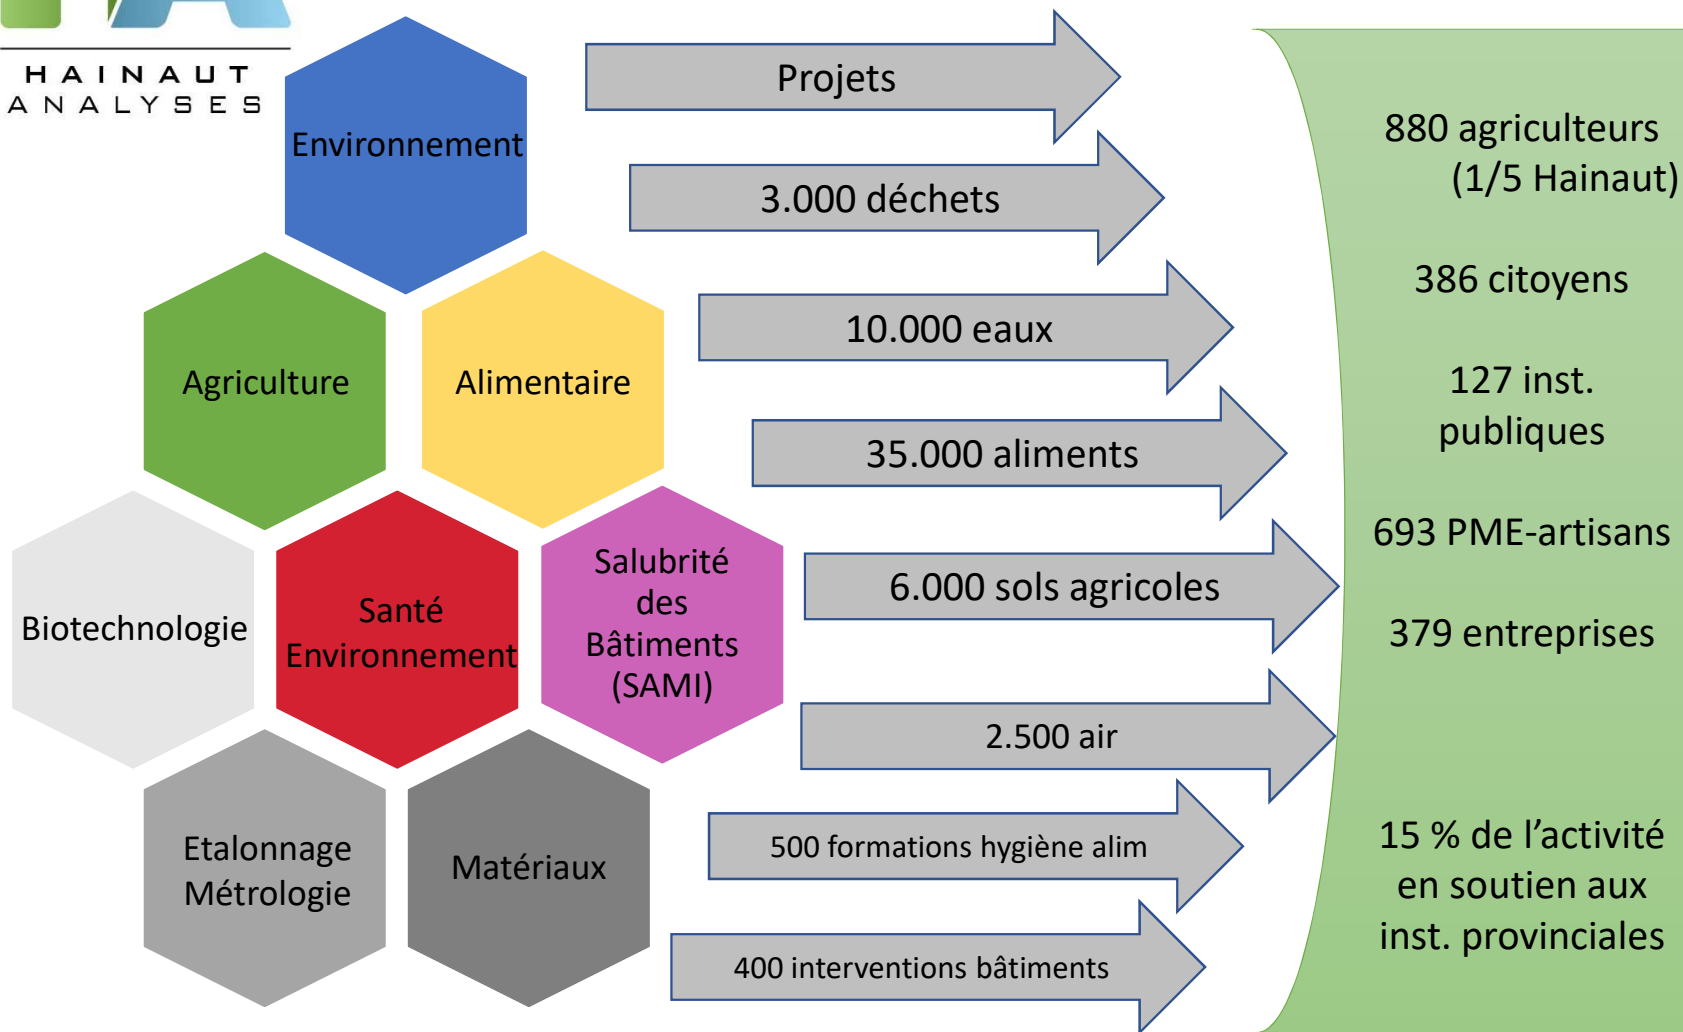 HAINAUT
ANALYSES
Environnement
Agriculture
Alimentaire
Biotechnologie
Santé
Environnement
Salubrité
des
Bâtiments
(SAMI)
Etalonnage
Métrologie
Matériaux
Projets
3.000 déchets
10.000 eaux
35.000 aliments
6.000 sols agricoles
2.500 air
500 formations hygiène alim
400 interventions bâtiments
880 agriculteurs
(1/5 Hainaut)
386 citoyens
127 inst.
publiques
693 PME-artisans
379 entreprises
15 % de l’activité
en soutien aux
inst. provinciales